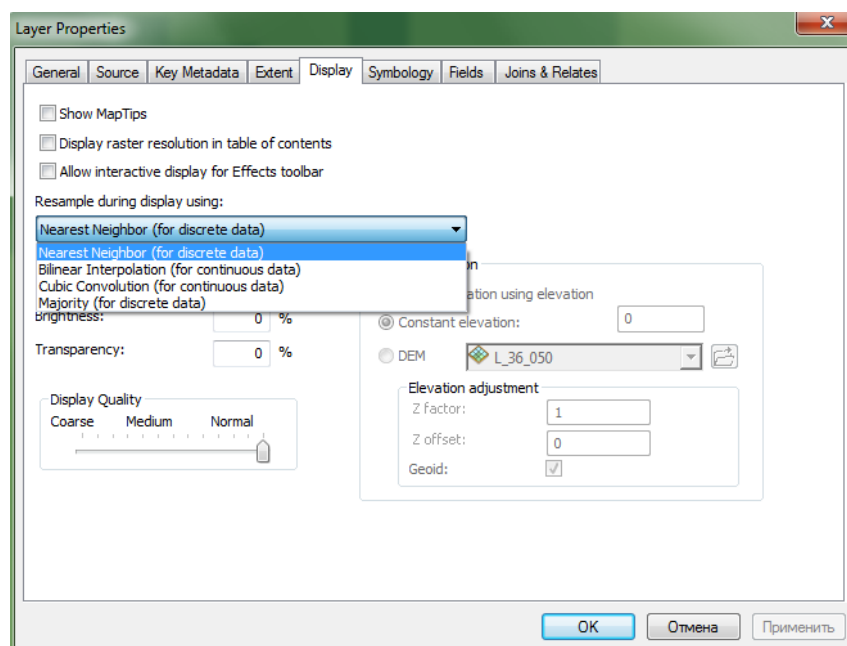 Layer Properties
General Source Key Metadata Extent Display Symbology Fields Joins & Relates
Show MapTips
Display raster resolution in table of contents
Allow interactive display for Effects toolbar
Resample during display using:
Nearest Neighbor (for discrete data)
Nearest Neighbor (for discrete data)
Bilinear Interpolation (for continuous data)
Cubic Convolution (for continuous data)
Majority (for discrete data)
using elevation
Brightness: 0 %
Constant elevation: 0
Transparency: 0 %
DEM L_36_050
Display Quality
Coarse Medium Normal
Elevation adjustment
Z factor: 1
Z offset: 0
Geoid:
OK Отмена Применить